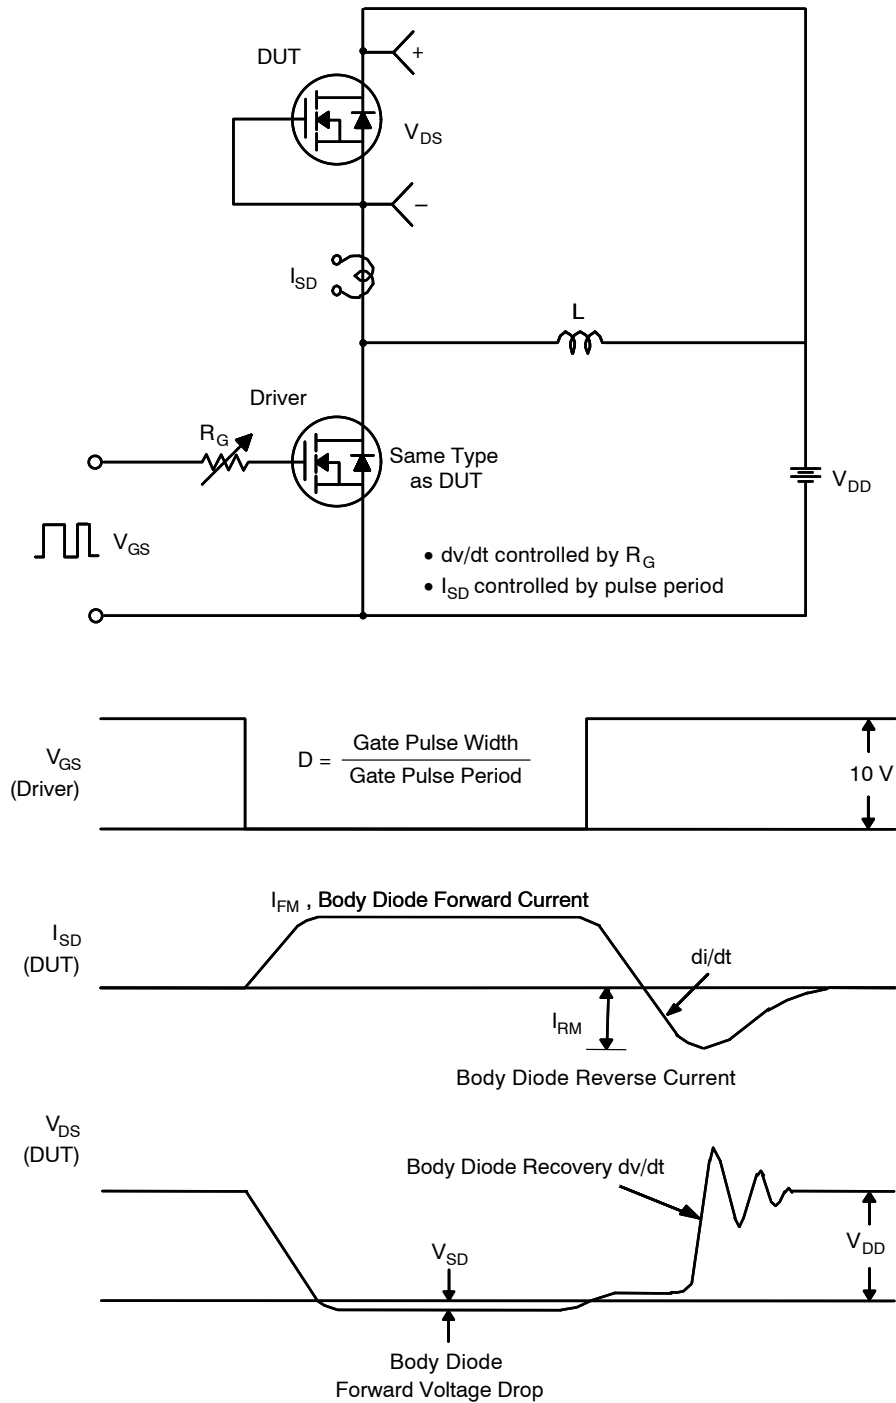 DUT
+
V_DS
–
I_SD
L
Driver
R_G
Same Type
as DUT
V_DD
V_GS
• dv/dt controlled by R_G
• I_SD controlled by pulse period
V_GS
(Driver)
D = Gate Pulse Width
Gate Pulse Period
10 V
I_FM , Body Diode Forward Current
I_SD
(DUT)
di/dt
I_RM
Body Diode Reverse Current
V_DS
(DUT)
Body Diode Recovery dv/dt
V_SD
V_DD
Body Diode
Forward Voltage Drop